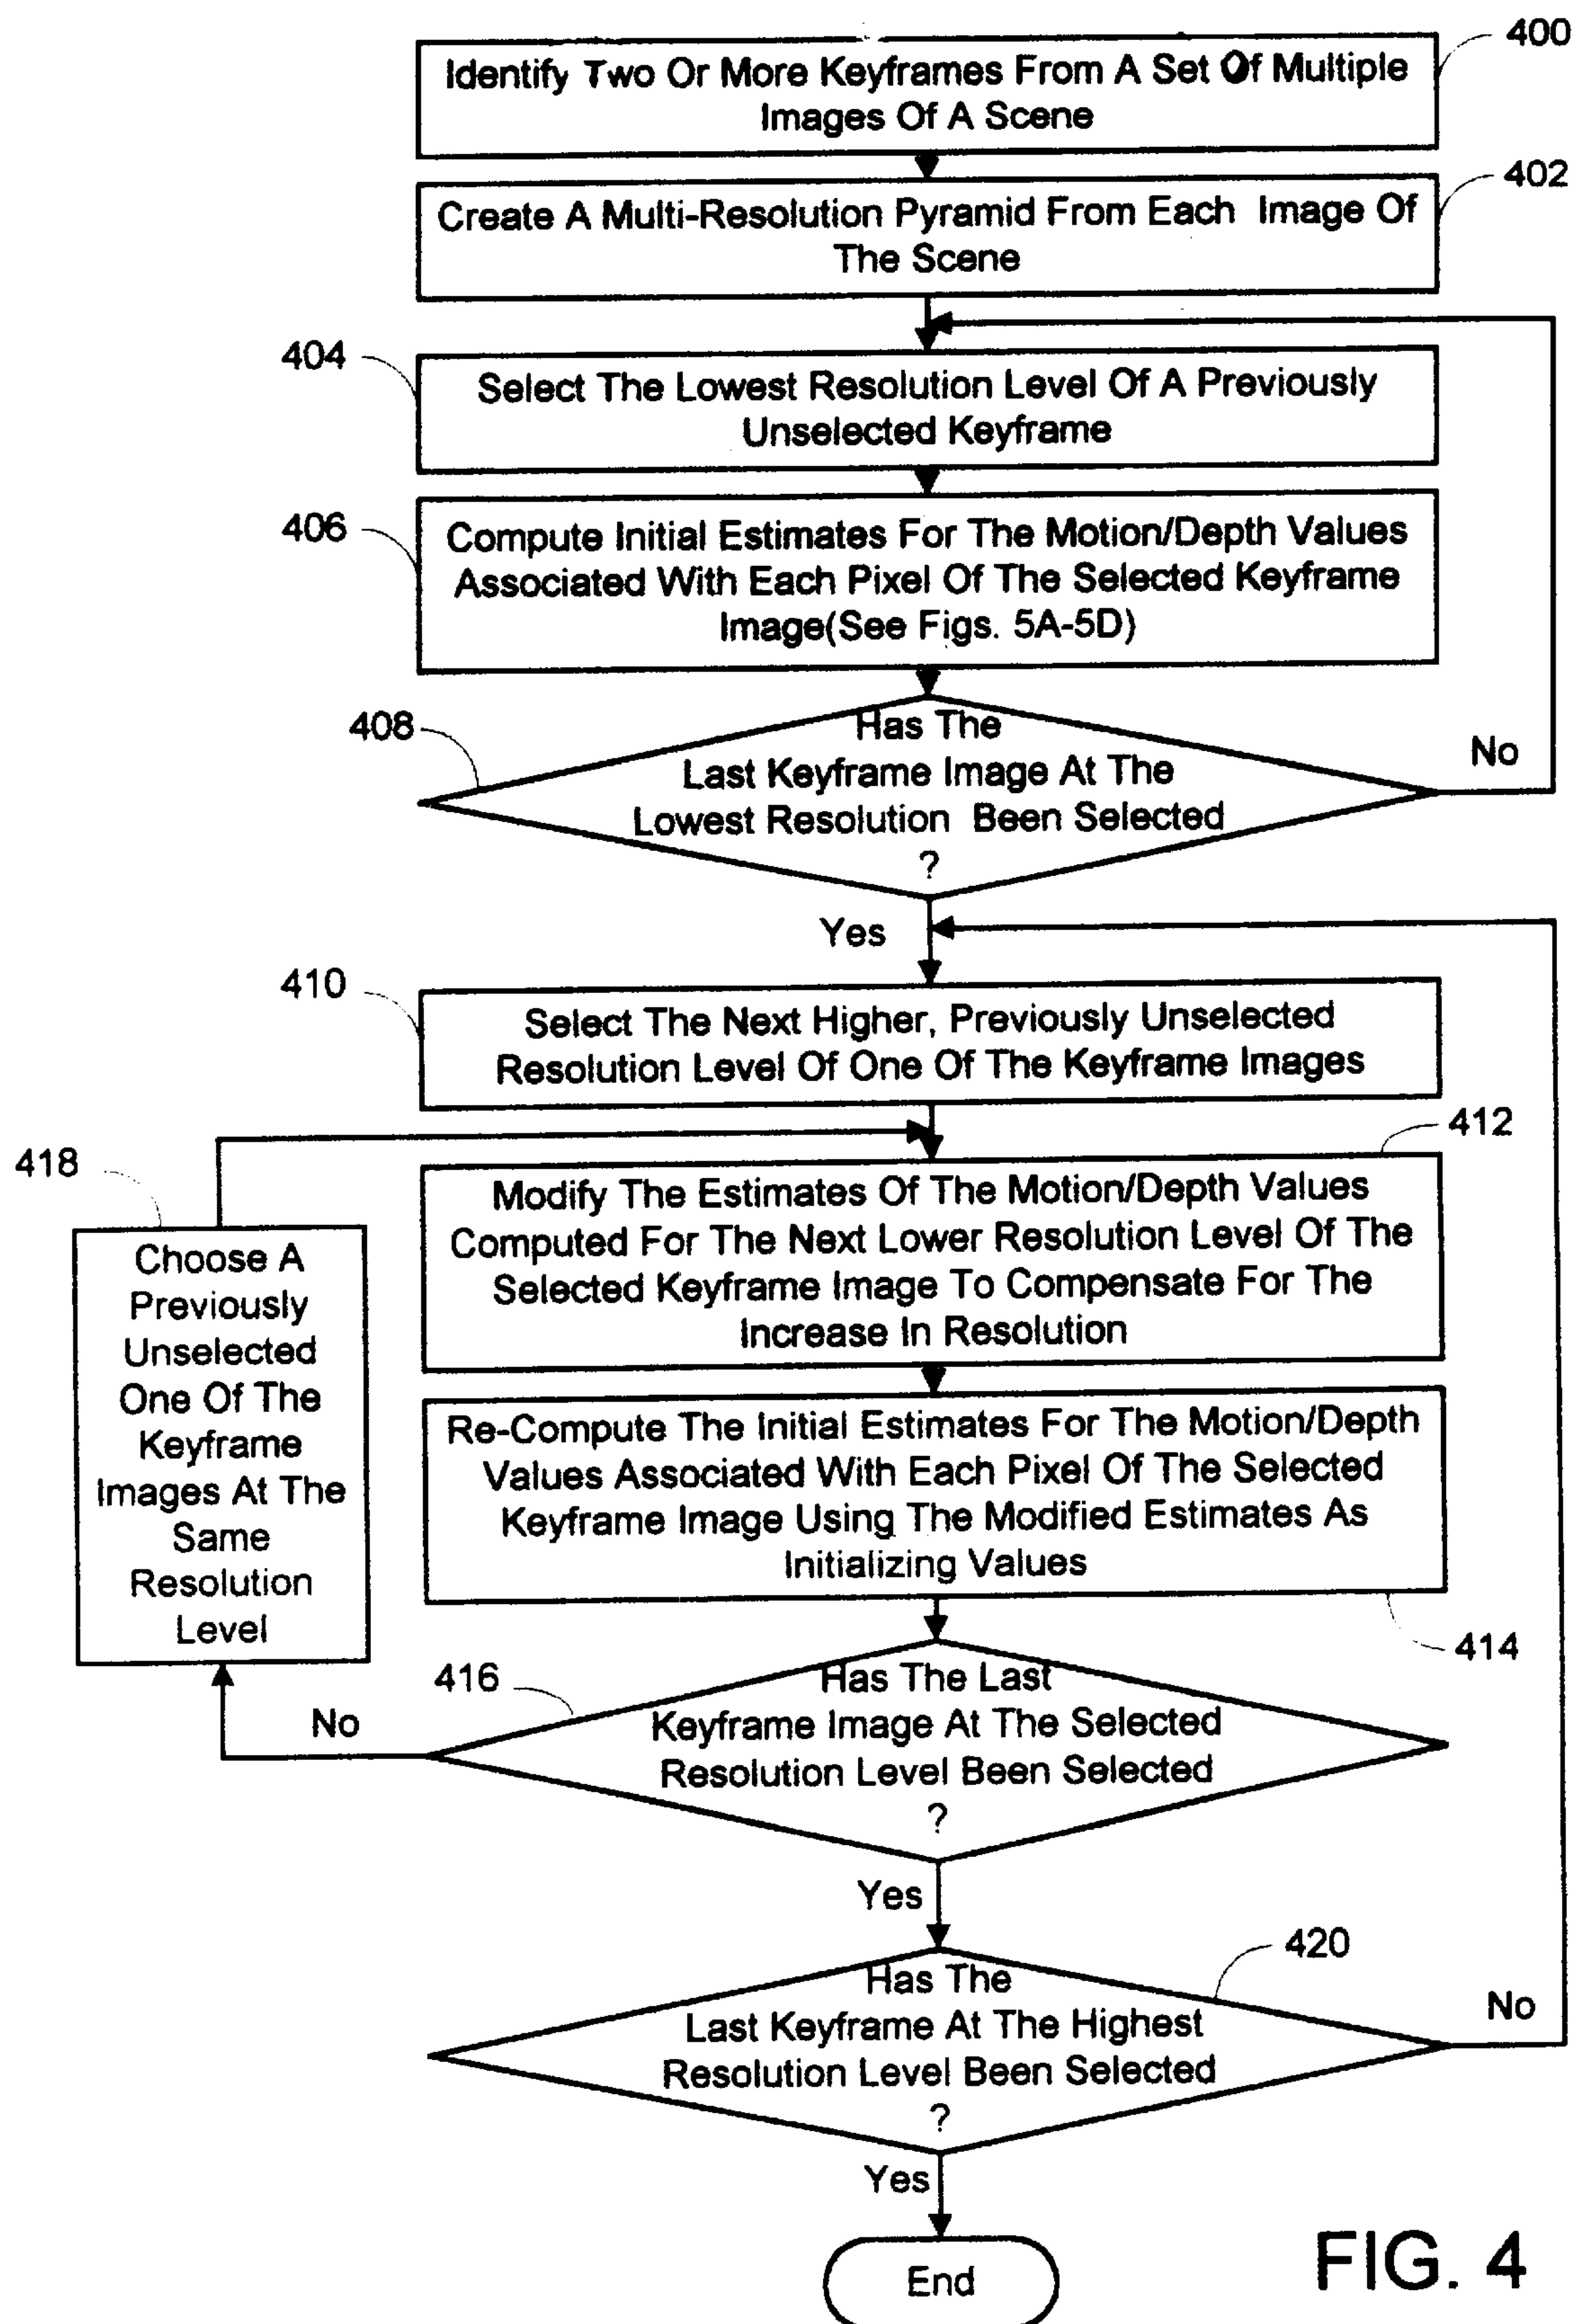 400
Identify Two Or More Keyframes From A Set Of Multiple
Images Of A Scene
402
Create A Multi-Resolution Pyramid From Each Image Of
The Scene
404
Select The Lowest Resolution Level Of A Previously
Unselected Keyframe
406
Compute Initial Estimates For The Motion/Depth Values
Associated With Each Pixel Of The Selected Keyframe
Image(See Figs. 5A-5D)
408
Has The
Last Keyframe Image At The
Lowest Resolution Been Selected
?
No
Yes
410
Select The Next Higher, Previously Unselected
Resolution Level Of One Of The Keyframe Images
412
Modify The Estimates Of The Motion/Depth Values
Computed For The Next Lower Resolution Level Of The
Selected Keyframe Image To Compensate For The
Increase In Resolution
418
Choose A
Previously
Unselected
One Of The
Keyframe
Images At The
Same
Resolution
Level
Re-Compute The Initial Estimates For The Motion/Depth
Values Associated With Each Pixel Of The Selected
Keyframe Image Using The Modified Estimates As
Initializing Values
414
416
Has The Last
Keyframe Image At The Selected
Resolution Level Been Selected
?
No
Yes
420
Has The
Last Keyframe At The Highest
Resolution Level Been Selected
?
No
Yes
End
FIG. 4